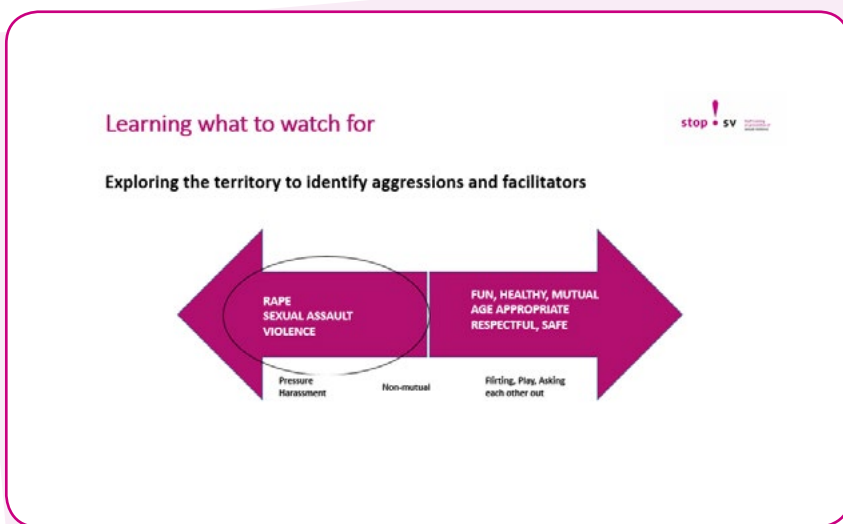 Learning what to watch for
stop!sv
Exploring the territory to identify aggressions and facilitators
RAPE
SEXUAL ASSAULT
VIOLENCE
FUN, HEALTHY, MUTUAL
AGE APPROPRIATE
RESPECTFUL, SAFE
Pressure
Harassment
Non-mutual
Flirting, Play, Asking
each other out